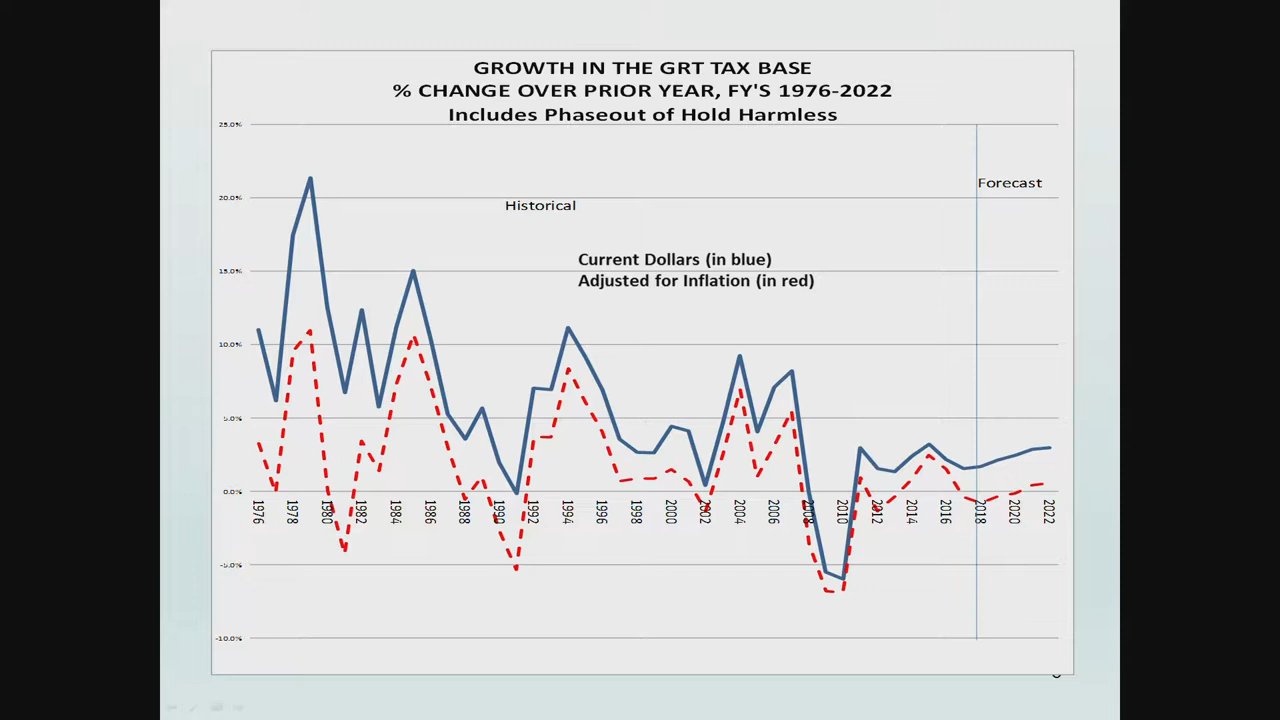 GROWTH IN THE GRT TAX BASE
% CHANGE OVER PRIOR YEAR, FY'S 1976-2022
Includes Phaseout of Hold Harmless
25.0%
Forecast
20.0%
Historical
Current Dollars (in blue)
15.0%
Adjusted for Inflation (in red)
10.0%
5.0%
0.0%
1976 1978 1980 1982 1984 1986 1988 1990 1992 1994 1996 1998 2000 2002 2004 2006 2008 2010 2012 2014 2016 2018 2020 2022
-5.0%
-10.0%